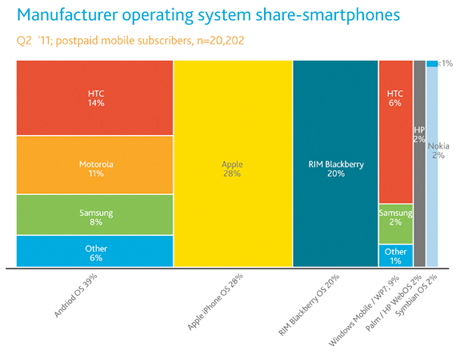 Manufacturer operating system share-smartphones
Q2 '11; postpaid mobile subscribers, n=20,202
HTC
14%
Motorola
11%
Samsung
8%
Other
6%
Apple
28%
RIM Blackberry
20%
HTC
6%
Samsung
2%
Other
1%
HP
2%
<1%
Nokia
2%
Andriod OS 39%
Apple iPhone OS 28%
RIM Blackberry OS 20%
Windows Mobile / WP7; 9%
Palm / HP WebOS 2%
Symbian OS 2%